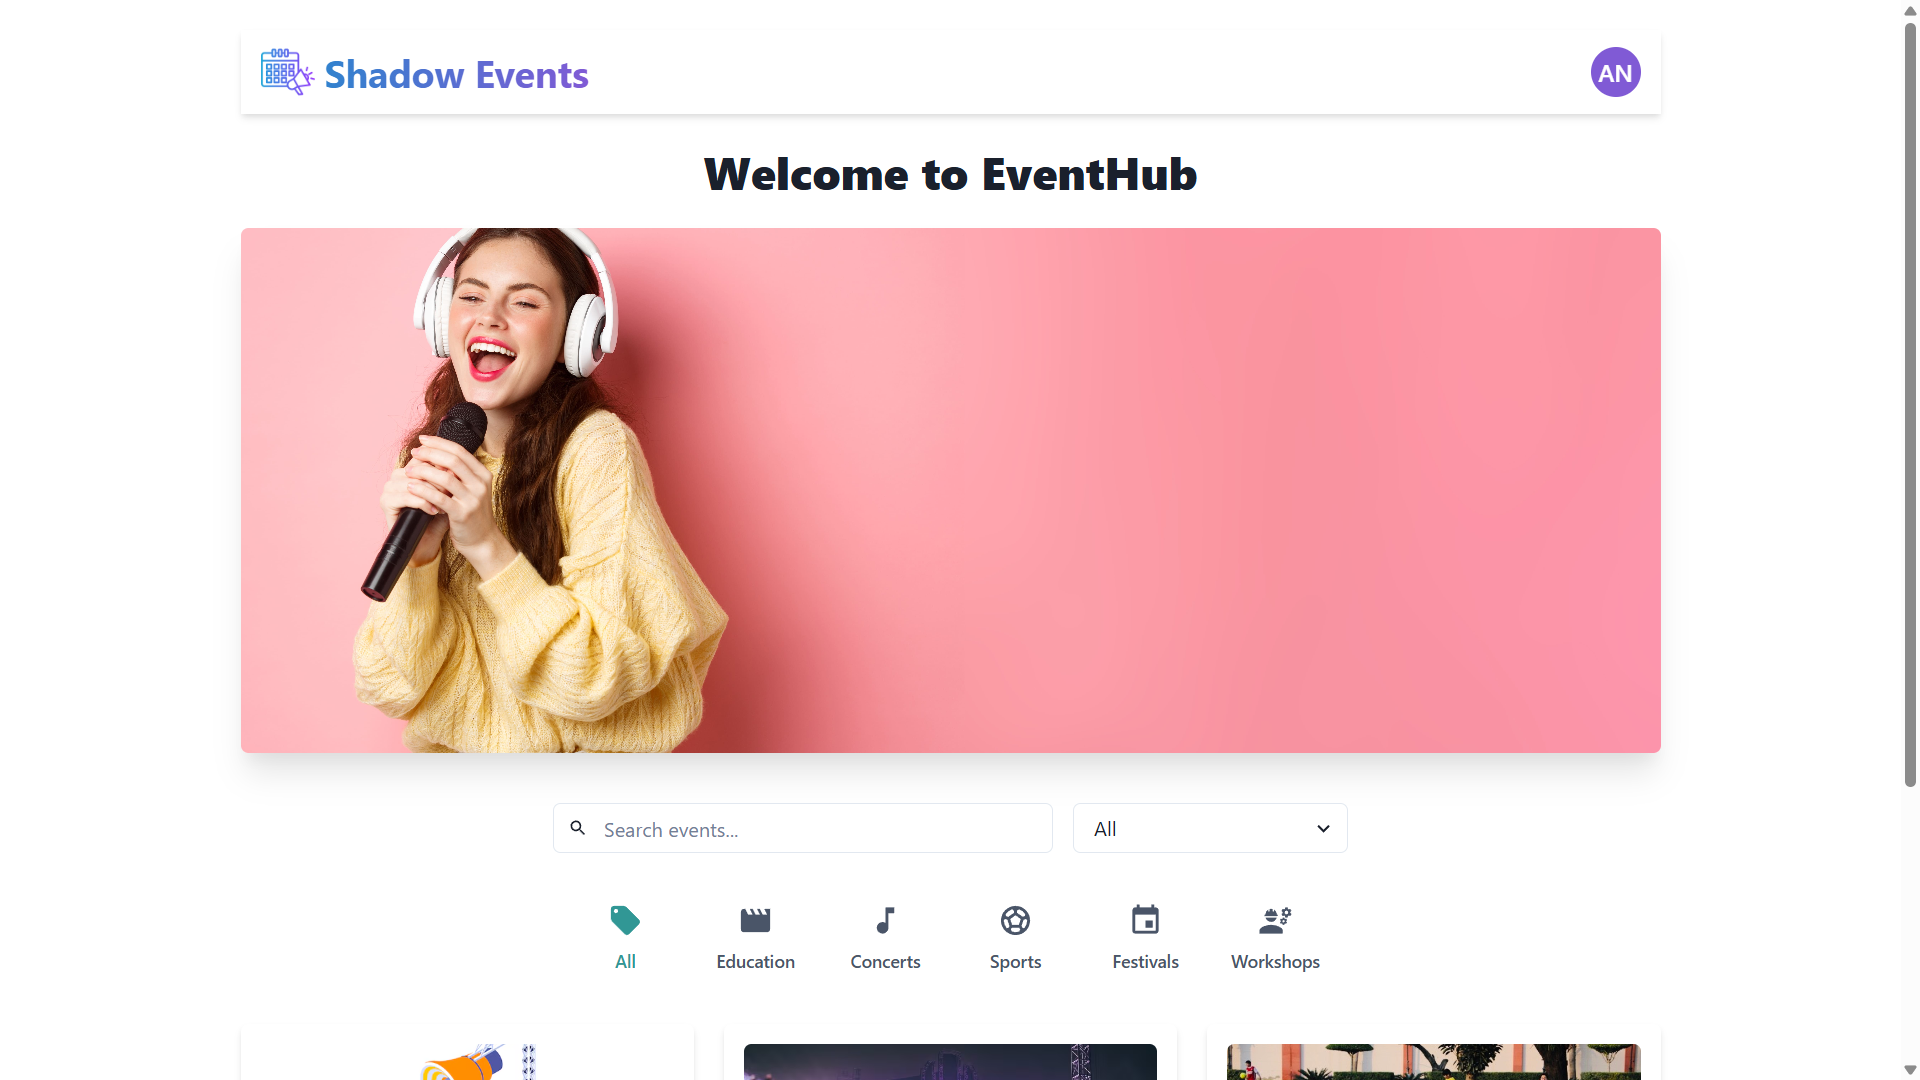 Shadow Events
AN
Welcome to EventHub
Search events...
All
All
Education
Concerts
Sports
Festivals
Workshops